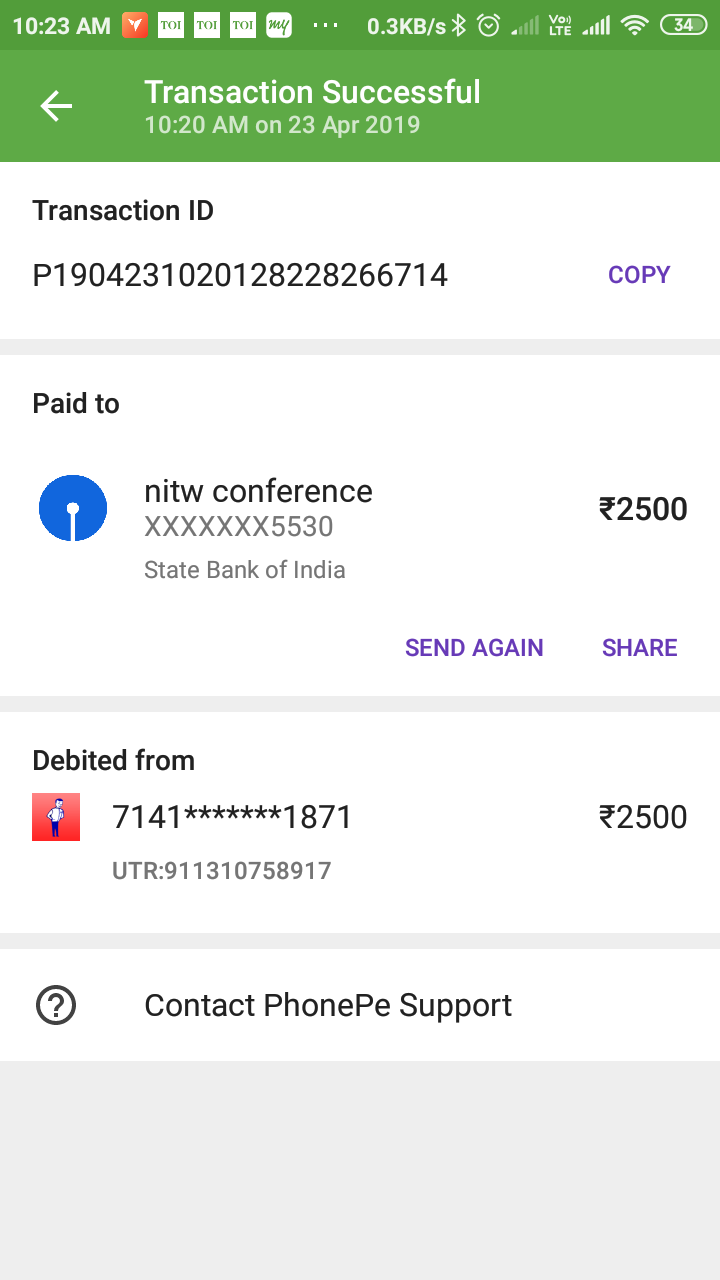 10:23 AM TOI TOI TOI my ... 0.3KB/s Vo) LTE 34
Transaction Successful
10:20 AM on 23 Apr 2019
Transaction ID
P1904231020128228266714 COPY
Paid to
nitw conference ₹2500
XXXXXXX5530
State Bank of India
SEND AGAIN SHARE
Debited from
7141*******1871 ₹2500
UTR:911310758917
Contact PhonePe Support